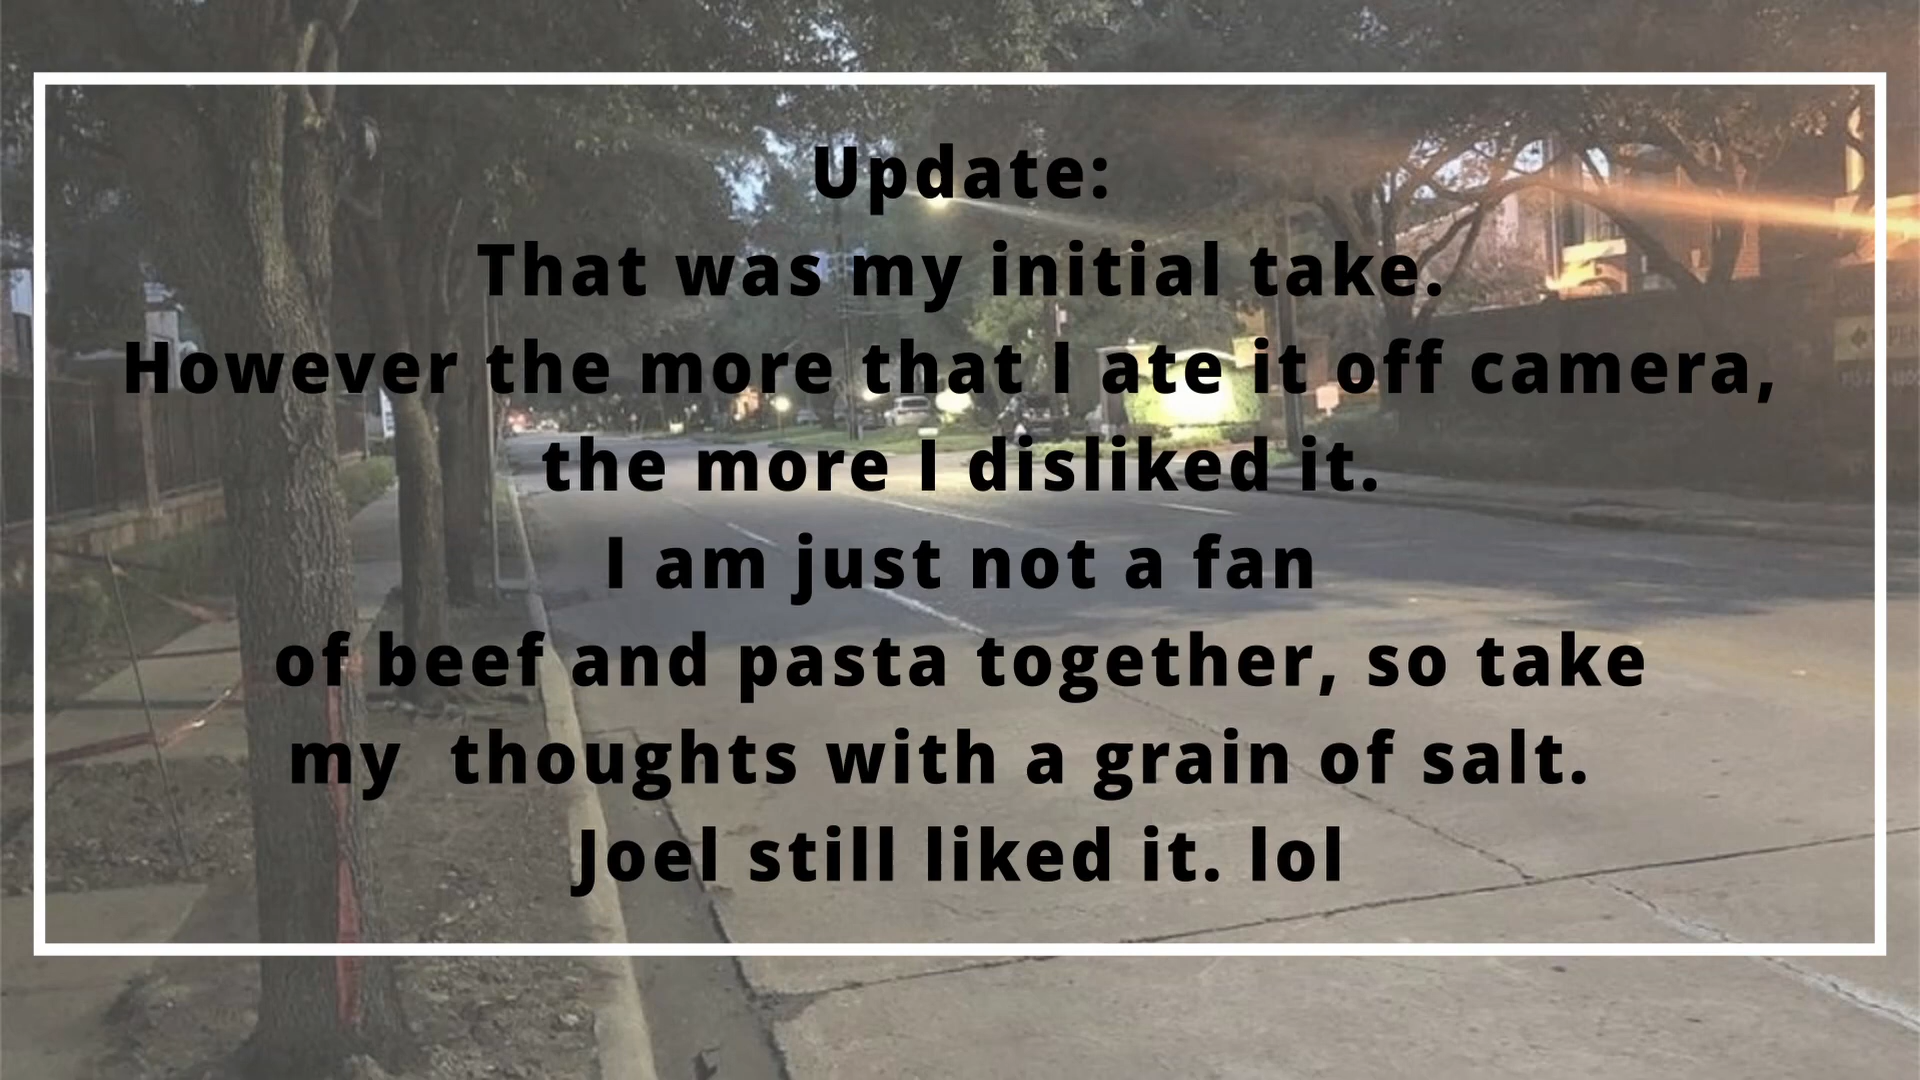 Update:
That was my initial take.
However the more that I ate it off camera,
the more I disliked it.
I am just not a fan
of beef and pasta together, so take
my  thoughts with a grain of salt.
Joel still liked it. lol